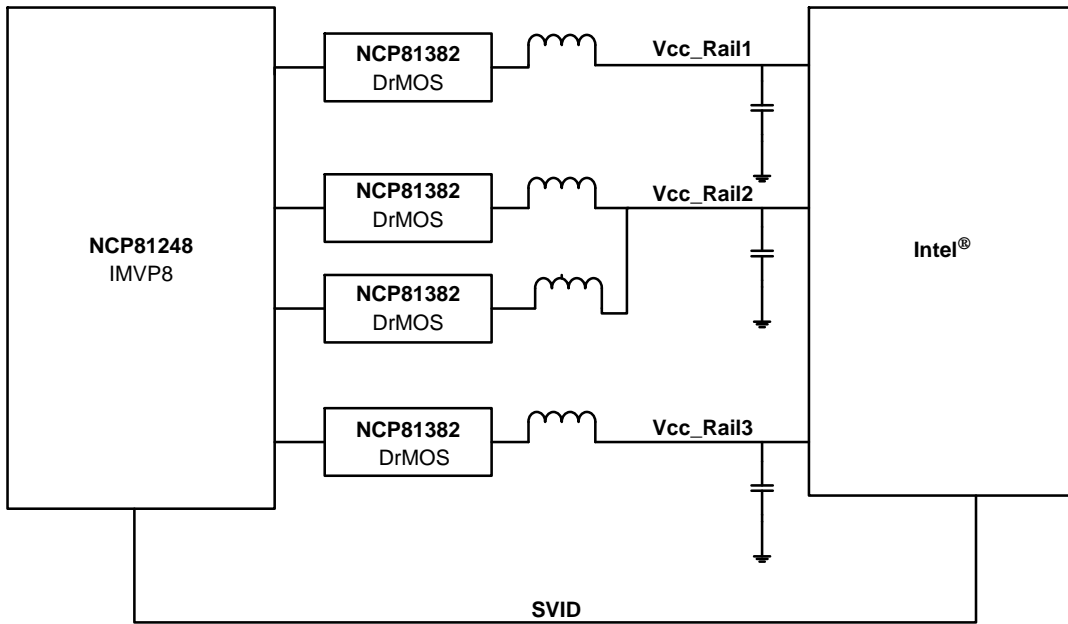 NCP81382
DrMOS
Vcc_Rail1
NCP81382
DrMOS
Vcc_Rail2
NCP81248
IMVP8
Intel®
NCP81382
DrMOS
NCP81382
DrMOS
Vcc_Rail3
SVID